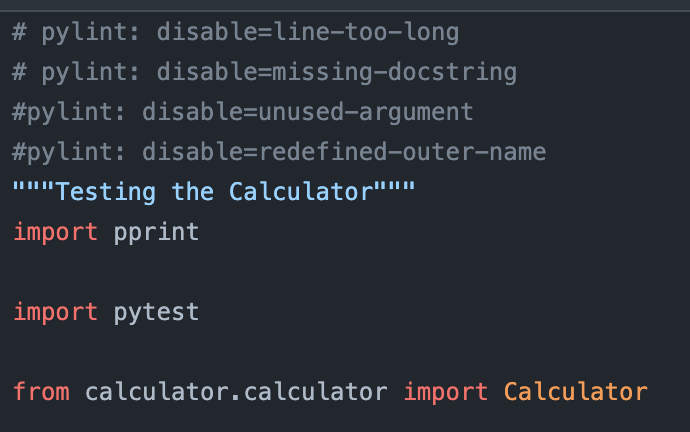 # pylint: disable=line-too-long
# pylint: disable=missing-docstring
#pylint: disable=unused-argument
#pylint: disable=redefined-outer-name
"""Testing the Calculator"""
import pprint
import pytest
from calculator.calculator import Calculator